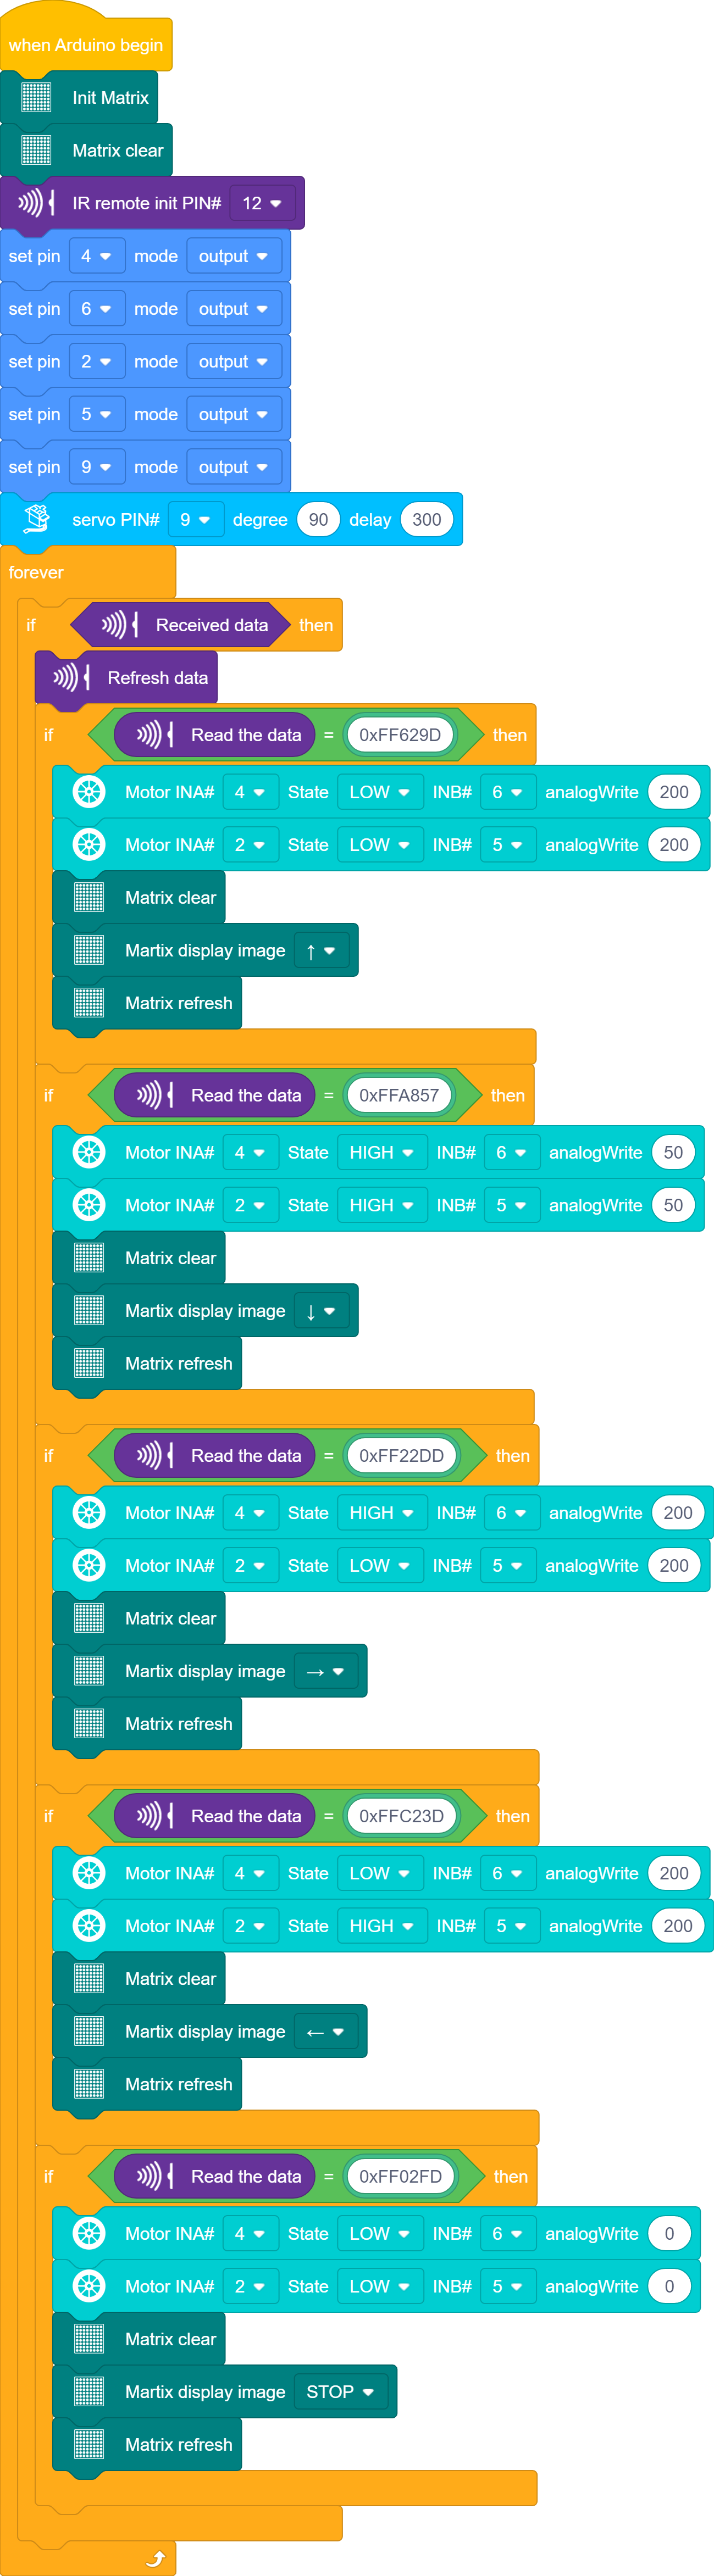 when Arduino begin
Init Matrix
Matrix clear
IR remote init PIN# 12
set pin 4 mode output
set pin 6 mode output
set pin 2 mode output
set pin 5 mode output
set pin 9 mode output
servo PIN# 9 degree 90 delay 300
forever
if Received data then
Refresh data
if Read the data = 0xFF629D then
Motor INA# 4 State LOW INB# 6 analogWrite 200
Motor INA# 2 State LOW INB# 5 analogWrite 200
Matrix clear
Martix display image ↑
Matrix refresh
if Read the data = 0xFFA857 then
Motor INA# 4 State HIGH INB# 6 analogWrite 50
Motor INA# 2 State HIGH INB# 5 analogWrite 50
Matrix clear
Martix display image ↓
Matrix refresh
if Read the data = 0xFF22DD then
Motor INA# 4 State HIGH INB# 6 analogWrite 200
Motor INA# 2 State LOW INB# 5 analogWrite 200
Matrix clear
Martix display image →
Matrix refresh
if Read the data = 0xFFC23D then
Motor INA# 4 State LOW INB# 6 analogWrite 200
Motor INA# 2 State HIGH INB# 5 analogWrite 200
Matrix clear
Martix display image ←
Matrix refresh
if Read the data = 0xFF02FD then
Motor INA# 4 State LOW INB# 6 analogWrite 0
Motor INA# 2 State LOW INB# 5 analogWrite 0
Matrix clear
Martix display image STOP
Matrix refresh